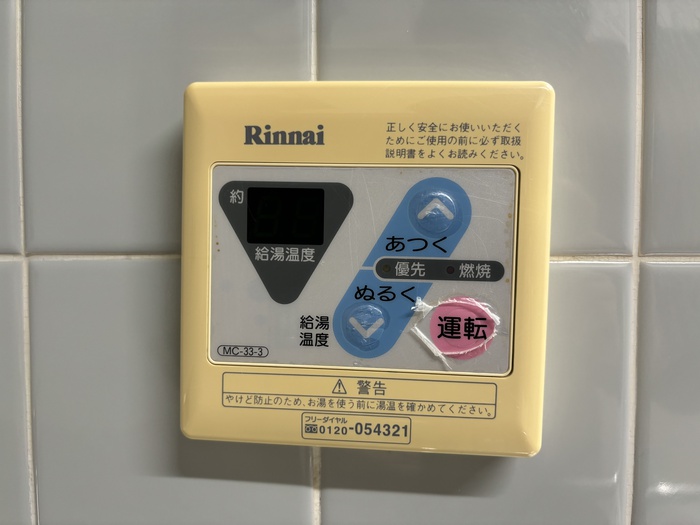 Rinnai
正しく安全にお使いいただく
ためにご使用の前に必ず取扱
説明書をよくお読みください。
約
給湯温度
あつく
優先 燃焼
ぬるく
給湯
温度
運転
MC-33-3
⚠ 警告
やけど防止のため、お湯を使う前に湯温を確かめてください。
フリーダイヤル
0120-054321